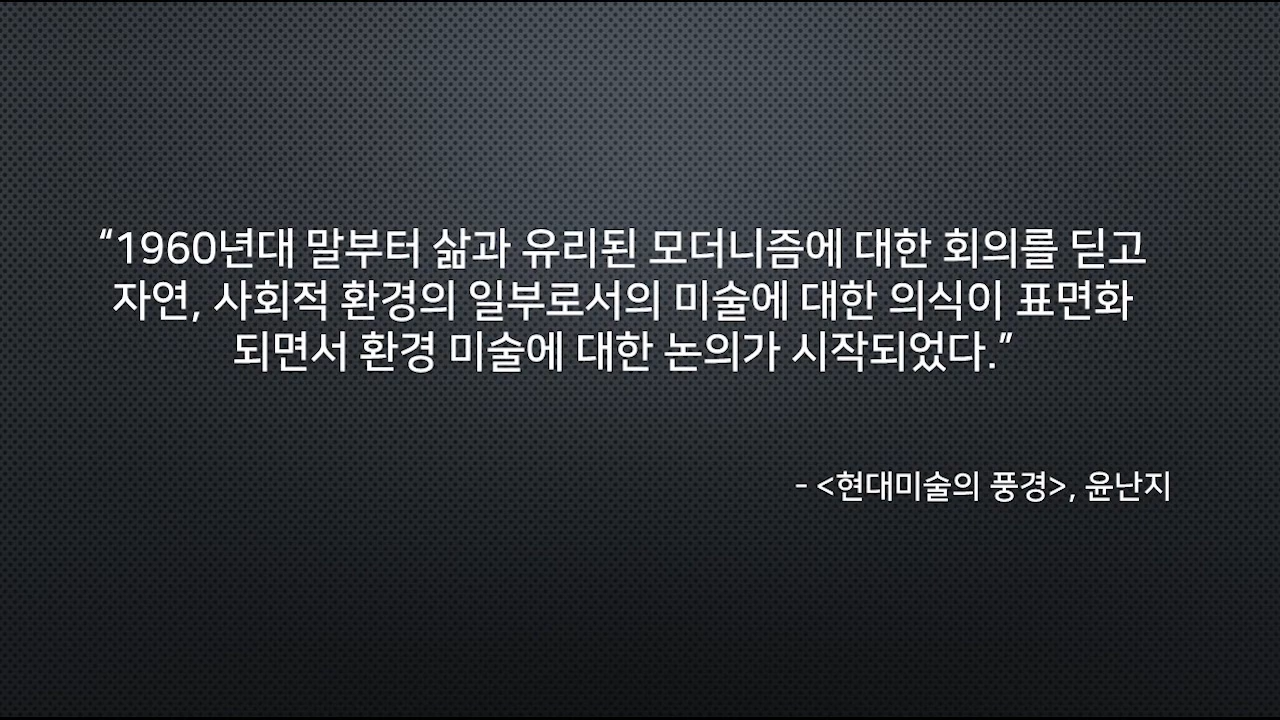 “1960년대 말부터 삶과 유리된 모더니즘에 대한 회의를 딛고
자연, 사회적 환경의 일부로서의 미술에 대한 의식이 표면화
되면서 환경 미술에 대한 논의가 시작되었다.”
- <현대미술의 풍경>, 윤난지